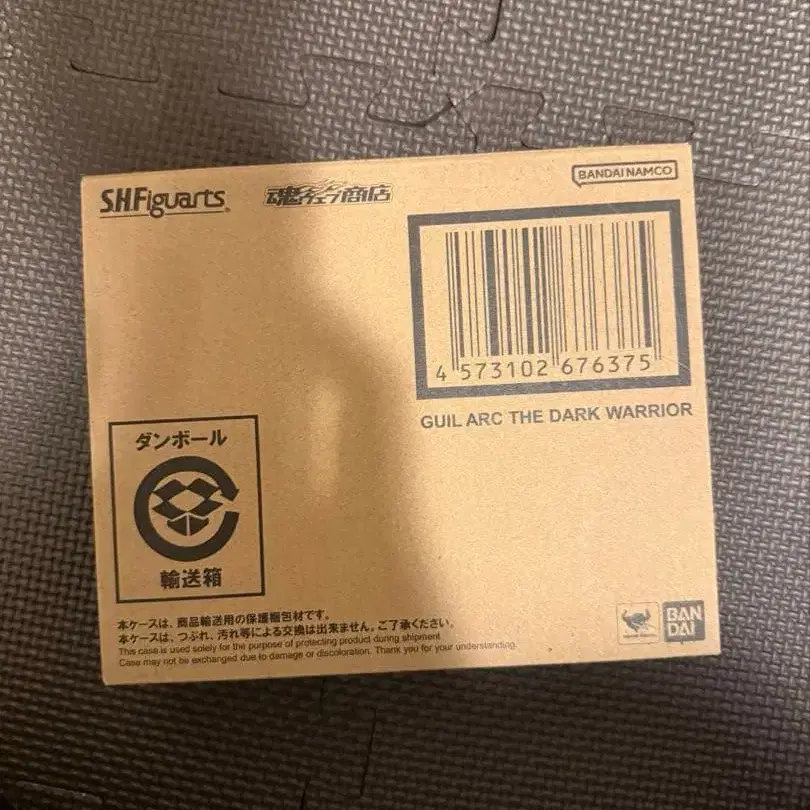 S.H.Figuarts
魂ウェブ商店
BANDAI NAMCO
4 573102 676375
GUIL ARC THE DARK WARRIOR
ダンボール
輸送箱
本ケースは、商品輸送用の保護梱包材です。
本ケースは、つぶれ、汚れ等による交換は出来ません。ご了承ください。
This case is used solely for the purpose of protecting product during shipment.
Case may not be exchanged due to damage or discoloration. Thank you for your understanding.
BAN
DAI